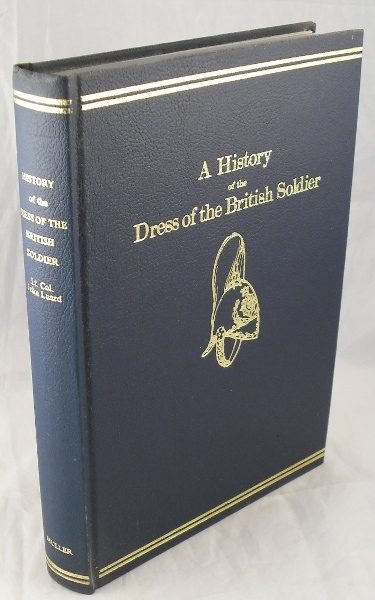 A History
of the
Dress of the British Soldier
HISTORY
of the
DRESS OF THE
BRITISH
SOLDIER
Lt. Col.
John Luard
MULLER